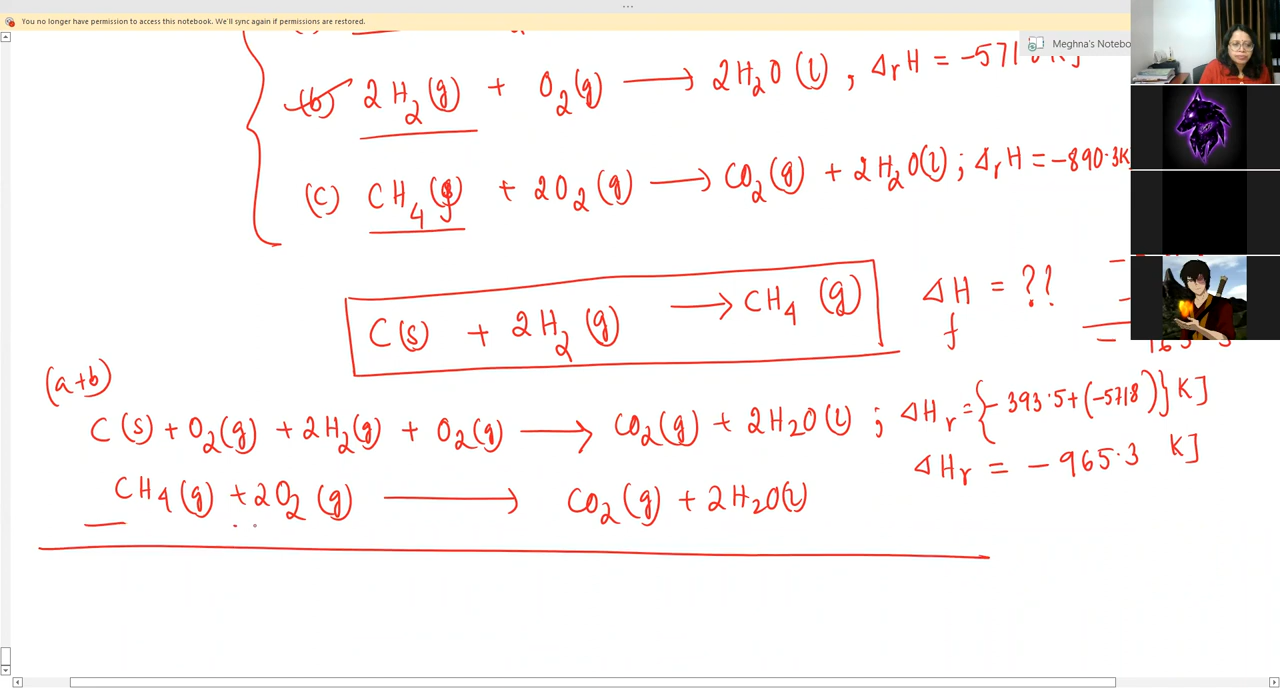 You no longer have permission to access this notebook. We'll sync again if permissions are restored.
Meghna's Notebo
(b) 2H₂(g) + O₂(g) → 2H₂O(l), ΔrH = -571
(c) CH₄(g) + 2O₂(g) → CO₂(g) + 2H₂O(l); ΔrH = -890.3K
C(s) + 2H₂(g) → CH₄(g) ΔH = ??
f
(a+b)
C(s) + O₂(g) + 2H₂(g) + O₂(g) → CO₂(g) + 2H₂O(l); ΔHr = {-393.5+(-571.8)} KJ
ΔHr = -965.3 KJ
CH₄(g) + 2O₂(g) → CO₂(g) + 2H₂O(l)